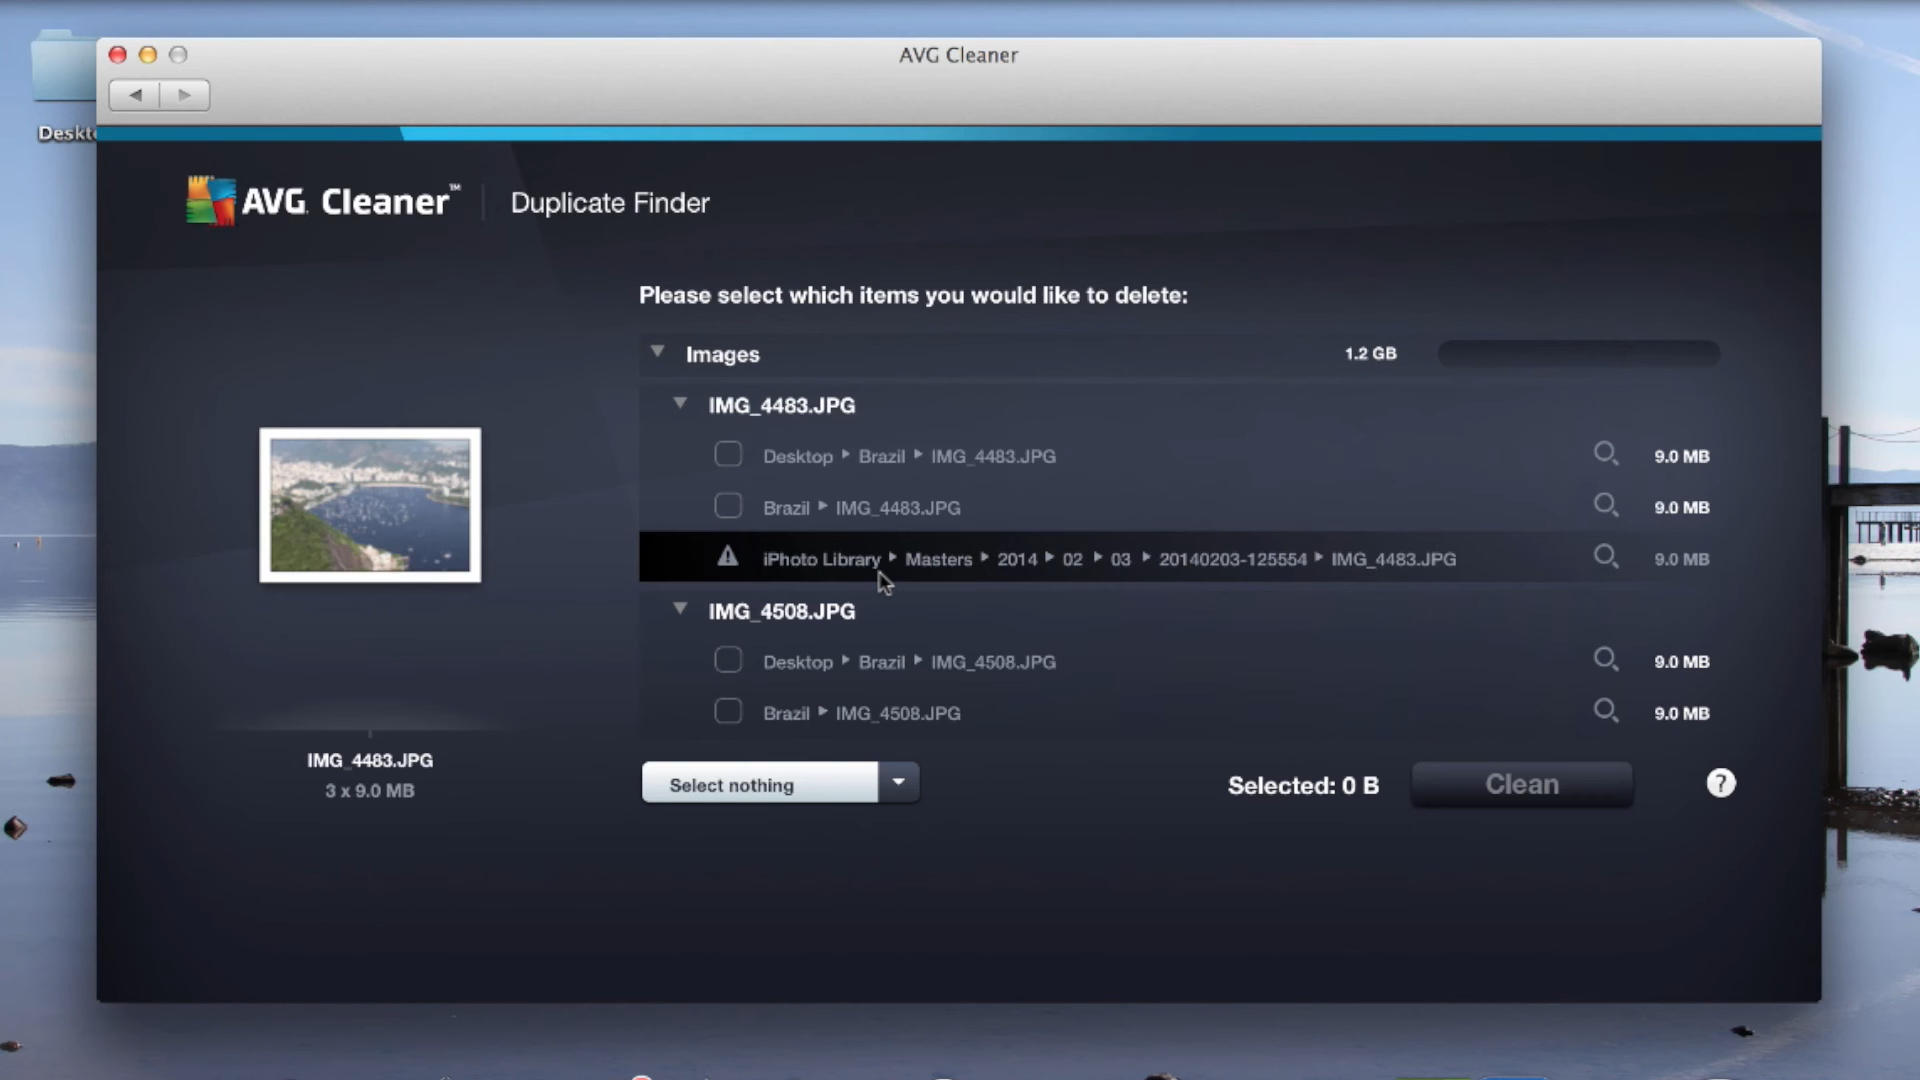 AVG Cleaner
Deskto
AVG Cleaner™ Duplicate Finder
Please select which items you would like to delete:
Images 1.2 GB
IMG_4483.JPG
Desktop ▸ Brazil ▸ IMG_4483.JPG 9.0 MB
Brazil ▸ IMG_4483.JPG 9.0 MB
iPhoto Library ▸ Masters ▸ 2014 ▸ 02 ▸ 03 ▸ 20140203-125554 ▸ IMG_4483.JPG 9.0 MB
IMG_4508.JPG
Desktop ▸ Brazil ▸ IMG_4508.JPG 9.0 MB
Brazil ▸ IMG_4508.JPG 9.0 MB
IMG_4483.JPG
3 x 9.0 MB
Select nothing Selected: 0 B Clean ?